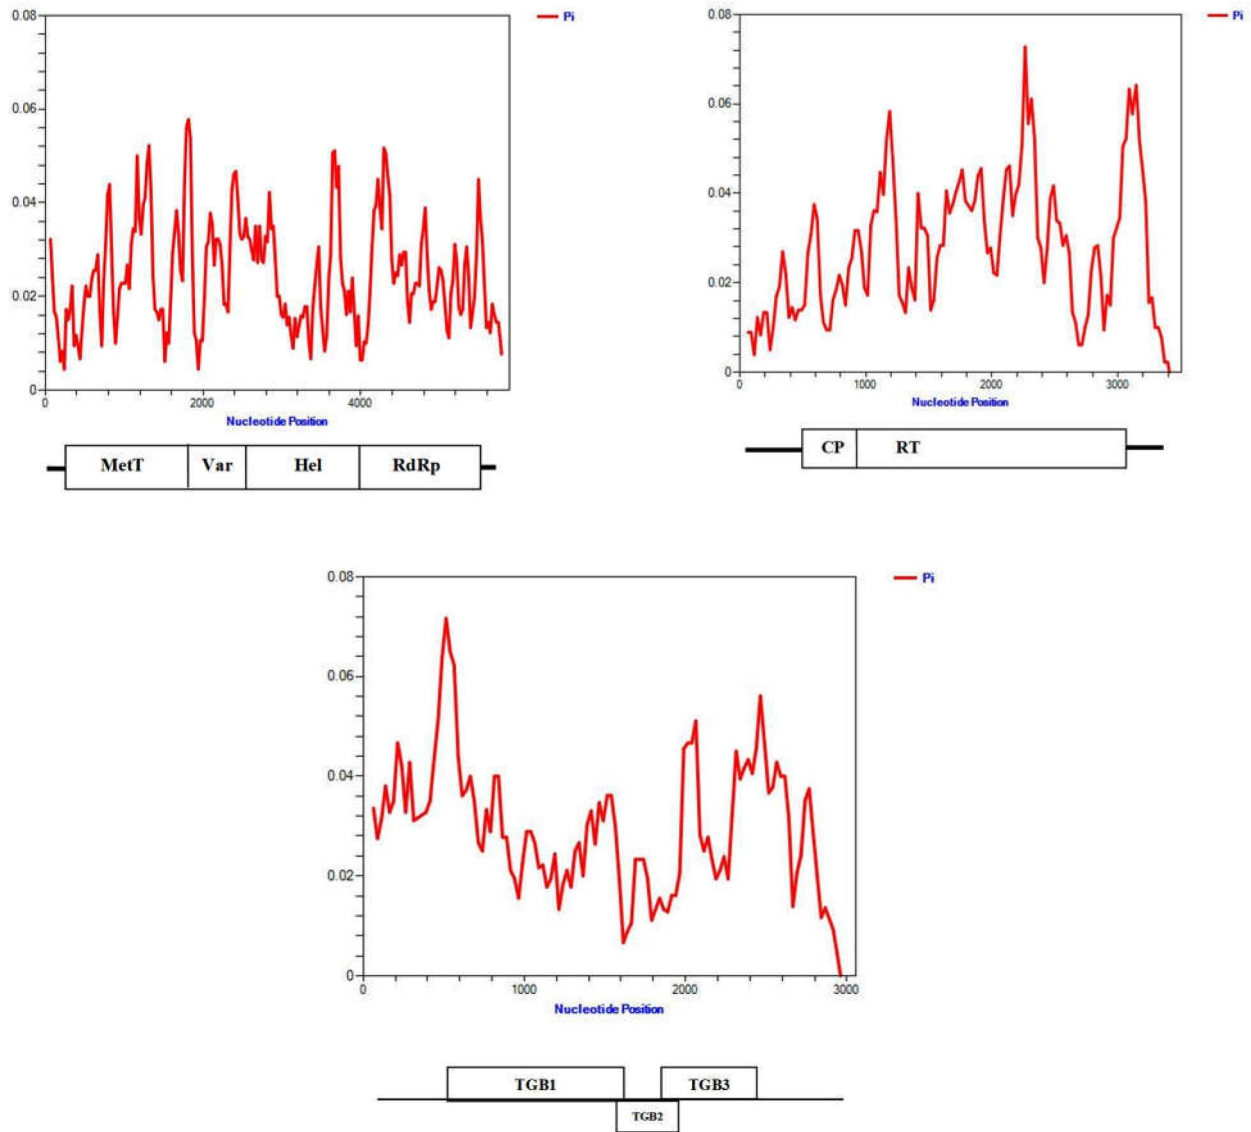 0.08
Pi
0.06
0.04
0.02
0
0 2000 4000
Nucleotide Position
MetT Var Hel RdRp
0.08
Pi
0.06
0.04
0.02
0
0 1000 2000 3000
Nucleotide Position
CP RT
0.08
Pi
0.06
0.04
0.02
0
0 1000 2000 3000
Nucleotide Position
TGB1 TGB3
TGB2